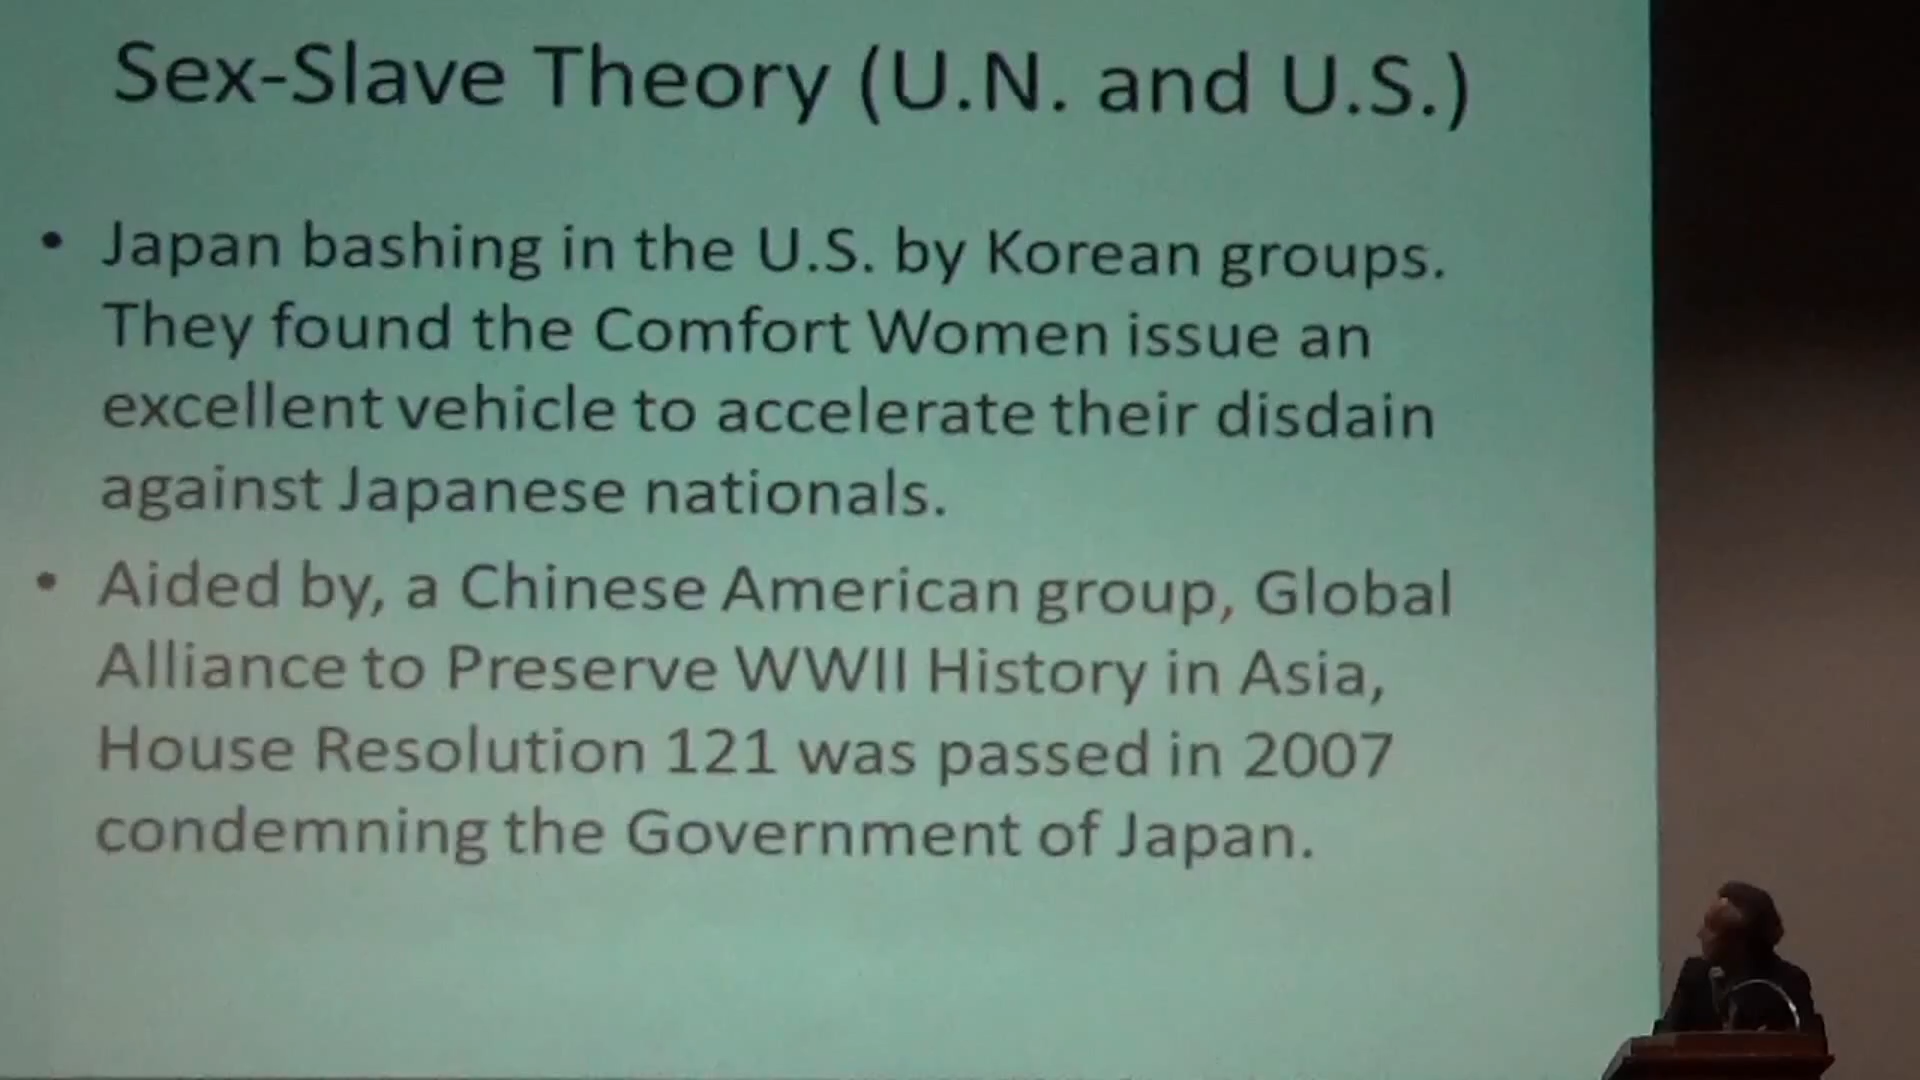 Sex-Slave Theory (U.N. and U.S.)
• Japan bashing in the U.S. by Korean groups.
They found the Comfort Women issue an
excellent vehicle to accelerate their disdain
against Japanese nationals.
• Aided by, a Chinese American group, Global
Alliance to Preserve WWII History in Asia,
House Resolution 121 was passed in 2007
condemning the Government of Japan.